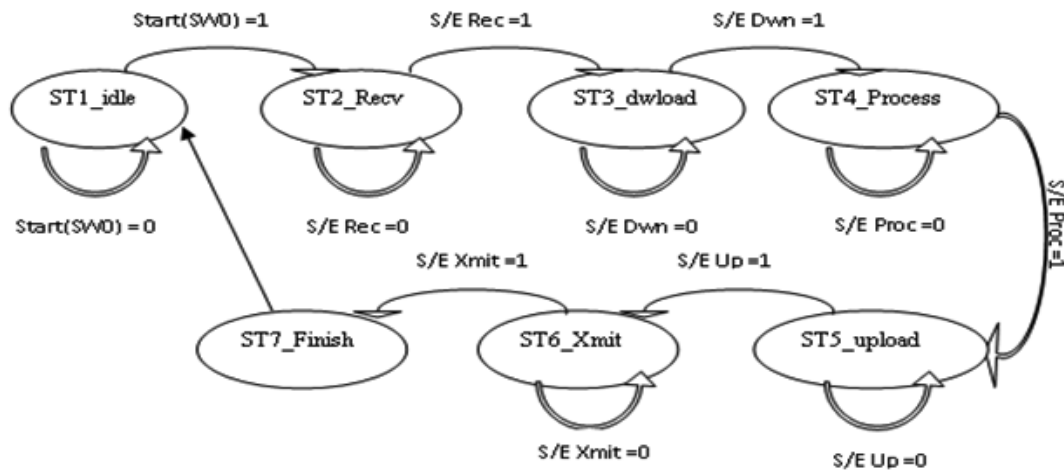 Start(SW0) =1
S/E Rec =1
S/E Dwn =1
ST1_idle
ST2_Recv
ST3_dwload
ST4_Process
Start(SW0) = 0
S/E Rec =0
S/E Dwn =0
S/E Proc =0
S/E Proc =1
S/E Xmit =1
S/E Up =1
ST7_Finish
ST6_Xmit
ST5_upload
S/E Xmit =0
S/E Up =0